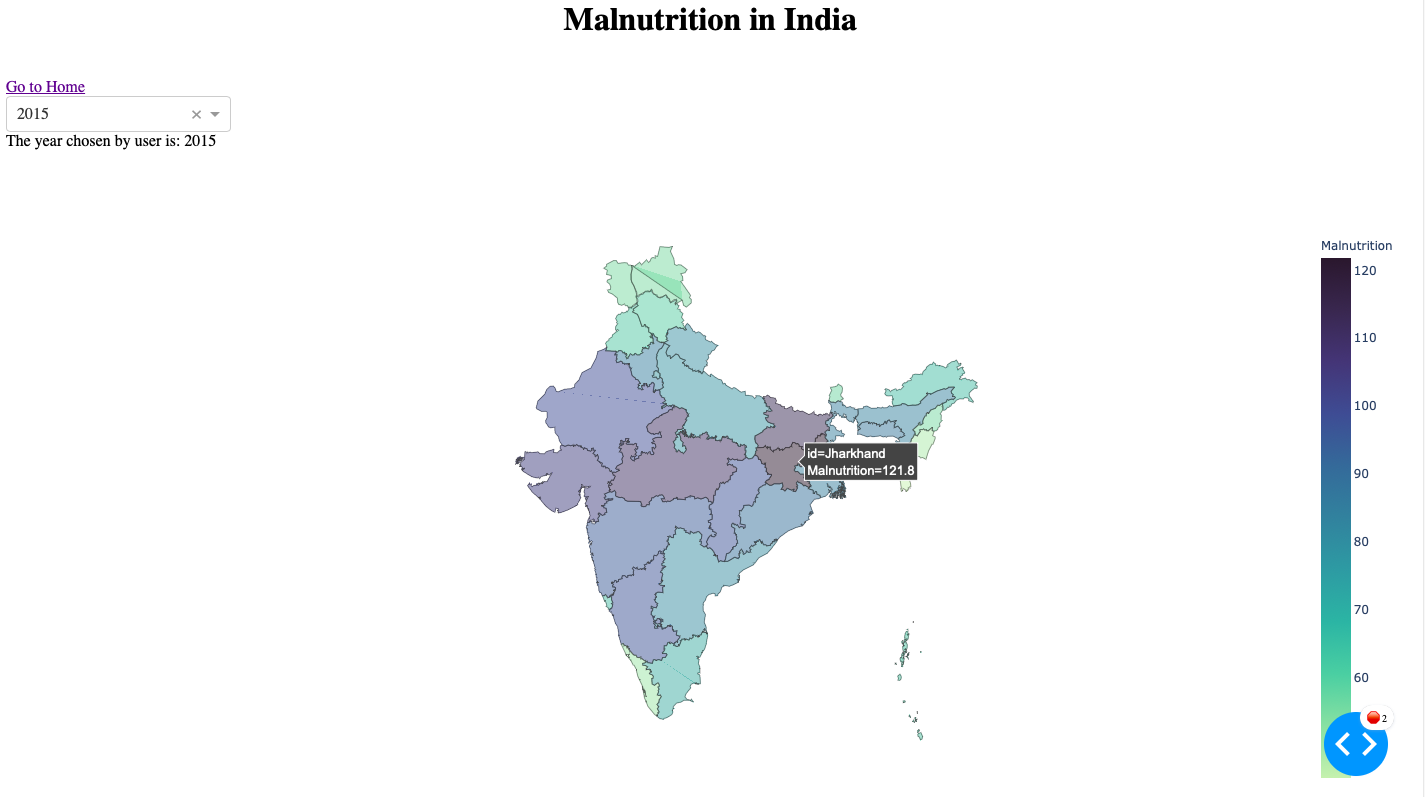 Malnutrition in India
Go to Home
2015
The year chosen by user is: 2015
id=Jharkhand
Malnutrition=121.8
Malnutrition
120
110
100
90
80
70
60
2